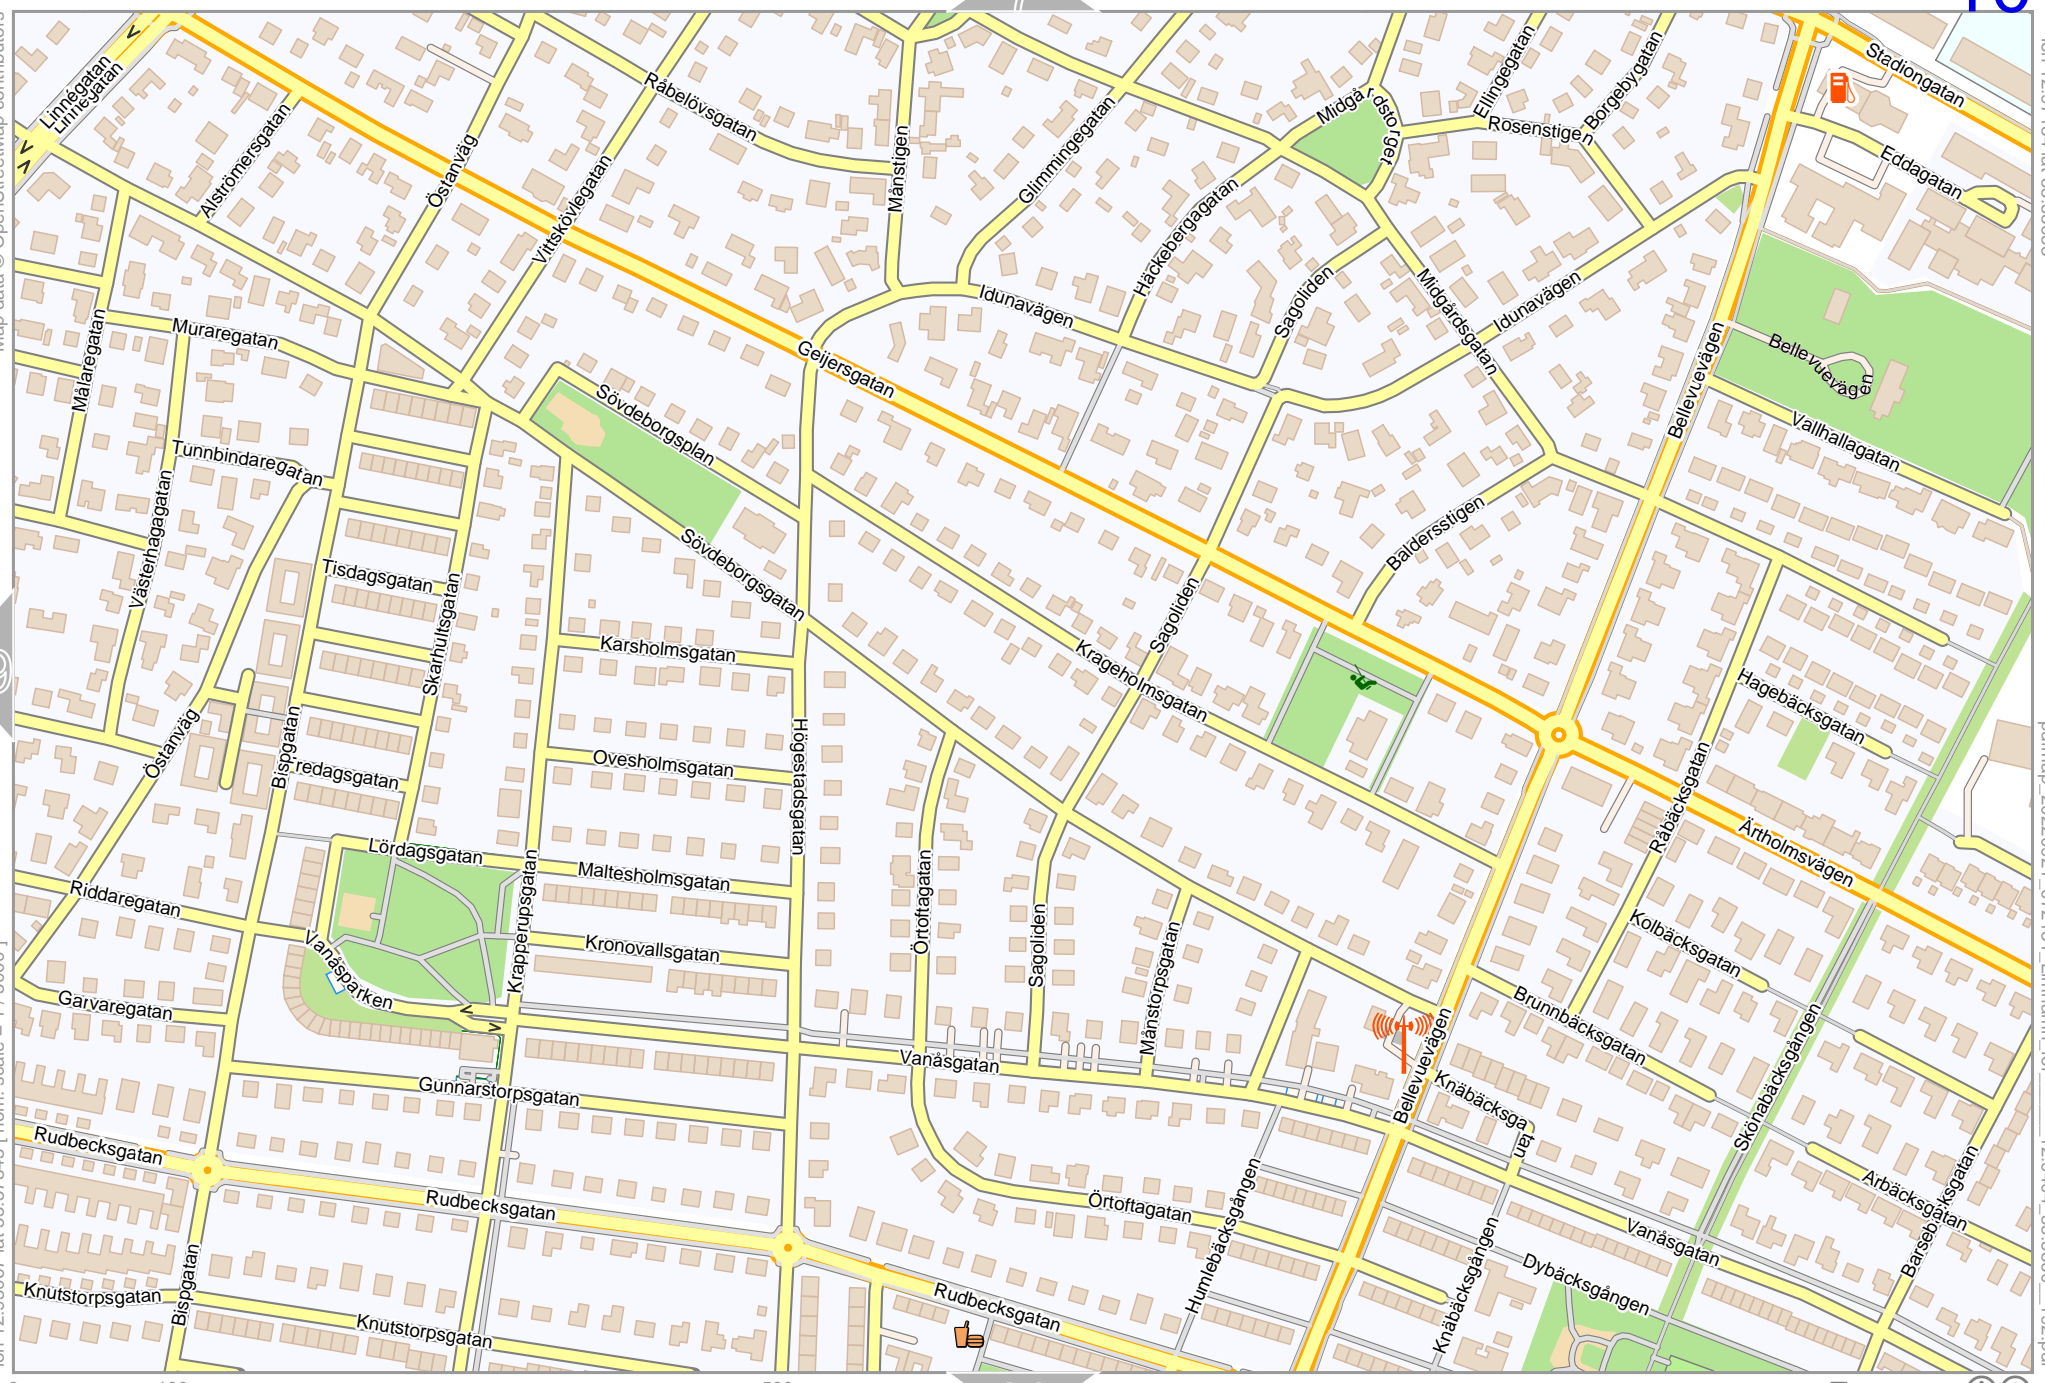 Linnégatan
Linnégatan
Stadiongatan
Råbelövsgatan
Ellingegatan
Borgebygatan
Midgårdstorget
Rosenstigen
Alströmersgatan
Östanväg
Månstigen
Glimmingegatan
Eddagatan
Vittskövlegatan
Häckebergagatan
Idunavägen
Sagoliden
Idunavägen
Midgårdsgatan
Muraregatan
Målaregatan
Geijersgatan
Bellevuevägen
Bellevuevägen
Sövdeborgsplan
Vallhallagatan
Tunnbindaregatan
Västerhagagatan
Sövdeborgsgatan
Baldersstigen
Tisdagsgatan
Skarhultsgatan
Karsholmsgatan
Sagoliden
Krageholmsgatan
Hagebäcksgatan
Östanväg
Bispgatan
Fredagsgatan
Ovesholmsgatan
Högestadsgatan
Råbäcksgatan
Ärtholmsvägen
Lördagsgatan
Maltesholmsgatan
Riddaregatan
Örtoftagatan
Krapperupsgatan
Kronovallsgatan
Sagoliden
Månstorpsgatan
Kolbäcksgatan
Vanåsparken
Garvaregatan
Brunnbäcksgatan
Vanåsgatan
Bellevuevägen
Skönabäcksgången
Gunnarstorpsgatan
Knäbäcksgatan
Rudbecksgatan
Rudbecksgatan
Örtoftagatan
Humlebäcksgången
Arbäcksgatan
Barsebäcksgatan
Vanåsgatan
Dybäcksgången
Knäbäcksgången
Bispgatan
Knutstorpsgatan
Knutstorpsgatan
Rudbecksgatan